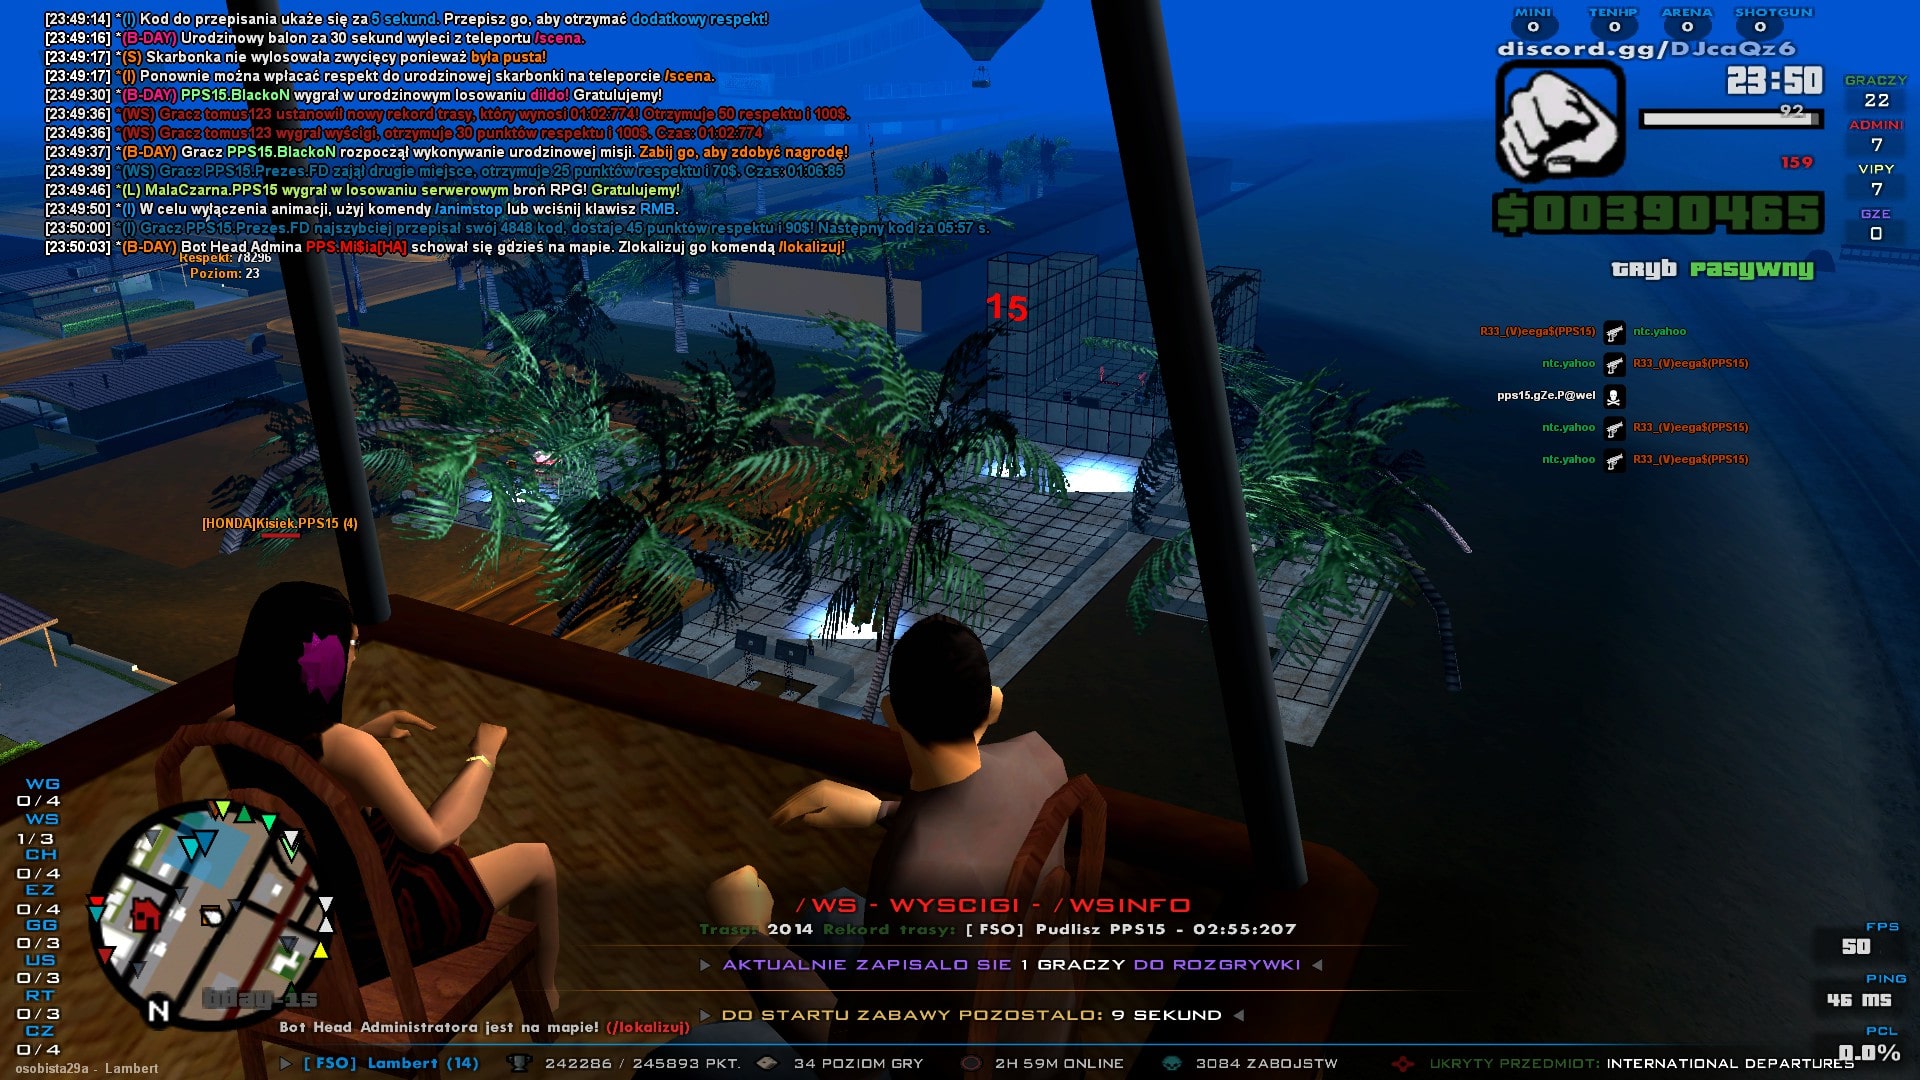 [23:49:14] *(I) Kod do przepisania ukaże się za 5 sekund. Przepisz go, aby otrzymać dodatkowy respekt!
[23:49:16] *(B-DAY) Urodzinowy balon za 30 sekund wyleci z teleportu /scena.
[23:49:17] *(S) Skarbonka nie wylosowała zwycięzcy ponieważ była pusta!
[23:49:17] *(I) Ponownie można wpłacać respekt do urodzinowej skarbonki na teleporcie /scena.
[23:49:30] *(B-DAY) PPS15.BlackoN wygrał w urodzinowym losowaniu dildo! Gratulujemy!
[23:49:36] *(WS) Gracz tomus123 ustanowił nowy rekord trasy, który wynosi 01:02:774! Otrzymuje 50 respektu i 100$.
[23:49:36] *(WS) Gracz tomus123 wygrał wyścigi, otrzymuje 30 punktów respektu i 100$. Czas: 01:02:774
[23:49:37] *(B-DAY) Gracz PPS15.BlackoN rozpoczął wykonywanie urodzinowej misji. Zabij go, aby zdobyć nagrodę!
[23:49:39] *(WS) Gracz PPS15.Prezes.FD zajął drugie miejsce, otrzymuje 25 punktów respektu i 70$. Czas: 01:06:85
[23:49:46] *(L) MalaCzarna.PPS15 wygrał w losowaniu serwerowym broń RPG! Gratulujemy!
[23:49:50] *(I) W celu wyłączenia animacji, użyj komendy /animstop lub wciśnij klawisz RMB.
[23:50:00] *(I) Gracz PPS15.Prezes.FD najszybciej przepisał swój 4848 kod, dostaje 45 punktów respektu i 90$! Następny kod za 05:57 s.
[23:50:03] *(B-DAY) Bot Head Admina PPS.Mi$ia[HA] schował się gdzieś na mapie. Zlokalizuj go komendą /lokalizuj!
Respekt: 78296
Poziom: 23
MINI TENHP ARENA SHOTGUN
0 0 0 0
discord.gg/DJcaQz6
23:50
92
159
$00390465
tryb pasywny
GRACZY
22
ADMINI
7
VIPY
7
GZE
0
R33_(V)eega$(PPS15) ntc.yahoo
ntc.yahoo R33_(V)eega$(PPS15)
pps15.gZe.P@wel
ntc.yahoo R33_(V)eega$(PPS15)
ntc.yahoo R33_(V)eega$(PPS15)
15
[HONDA]Kisiek.PPS15 (4)
WG
0/4
WS
1/3
CH
0/4
EZ
0/4
GG
0/3
US
0/3
RT
0/3
CZ
0/4
N
bday-15
/WS - WYSCIGI - /WSINFO
Trasa: 2014 Rekord trasy: [FSO] Pudlisz PPS15 - 02:55:207
AKTUALNIE ZAPISALO SIE 1 GRACZY DO ROZGRYWKI
DO STARTU ZABAWY POZOSTALO: 9 SEKUND
Bot Head Administratora jest na mapie! (/lokalizuj)
[FSO] Lambert (14) 242286 / 245893 PKT. 34 POZIOM GRY 2H 59M ONLINE 3084 ZABOJSTW UKRYTY PRZEDMIOT: INTERNATIONAL DEPARTURES
osobista29a - Lambert
FPS
50
PING
46 MS
PCL
0.0%